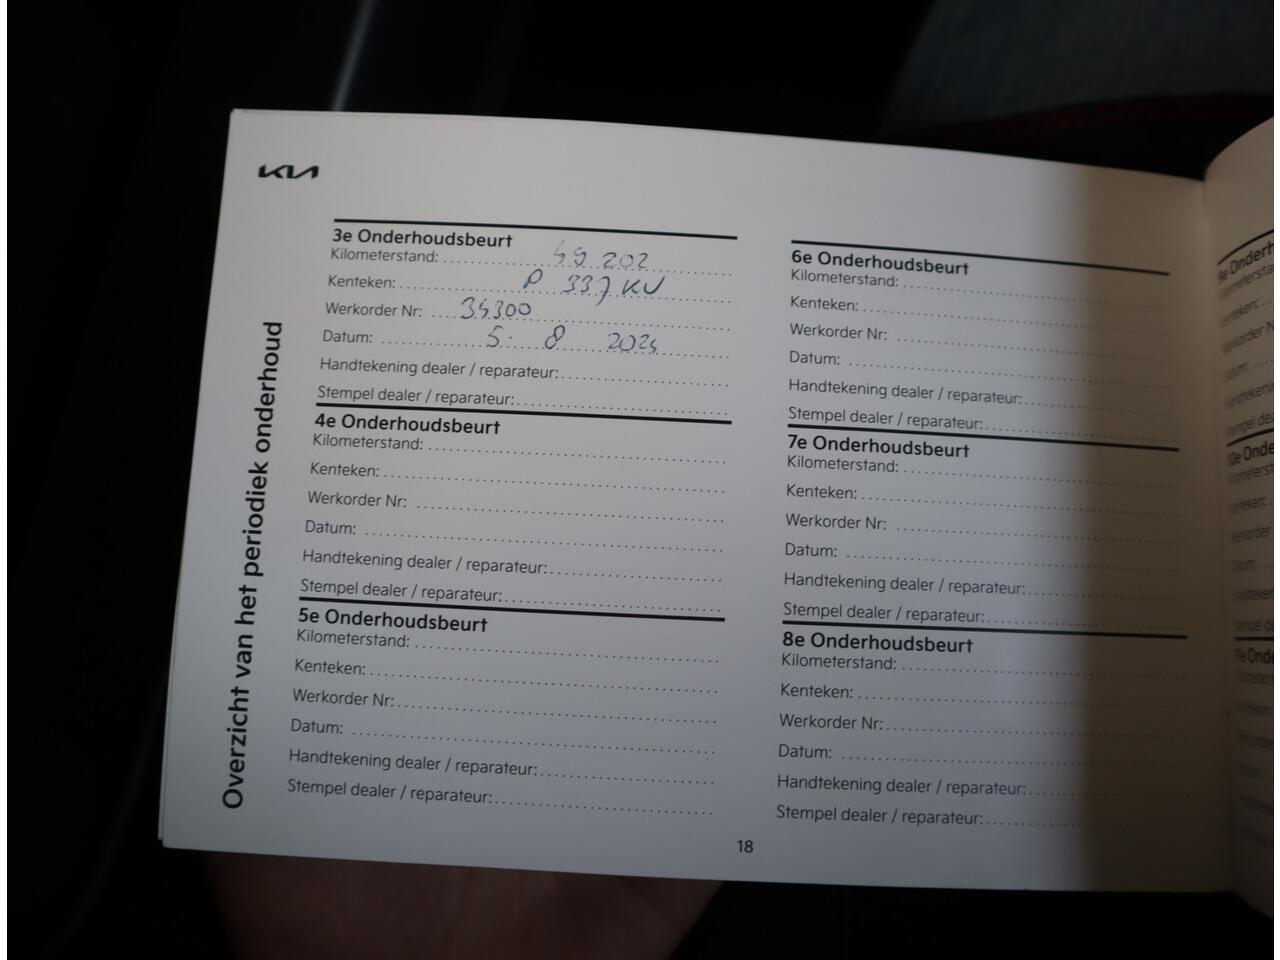 KIA
Overzicht van het periodiek onderhoud
3e Onderhoudsbeurt
Kilometerstand: 49 202
Kenteken: P 337 KV
Werkorder Nr: 34300
Datum: 5 - 8 2024
Handtekening dealer / reparateur:
Stempel dealer / reparateur:
4e Onderhoudsbeurt
Kilometerstand:
Kenteken:
Werkorder Nr:
Datum:
Handtekening dealer / reparateur:
Stempel dealer / reparateur:
5e Onderhoudsbeurt
Kilometerstand:
Kenteken:
Werkorder Nr:
Datum:
Handtekening dealer / reparateur:
Stempel dealer / reparateur:
6e Onderhoudsbeurt
Kilometerstand:
Kenteken:
Werkorder Nr:
Datum:
Handtekening dealer / reparateur:
Stempel dealer / reparateur:
7e Onderhoudsbeurt
Kilometerstand:
Kenteken:
Werkorder Nr:
Datum:
Handtekening dealer / reparateur:
Stempel dealer / reparateur:
8e Onderhoudsbeurt
Kilometerstand:
Kenteken:
Werkorder Nr:
Datum:
Handtekening dealer / reparateur:
Stempel dealer / reparateur:
18